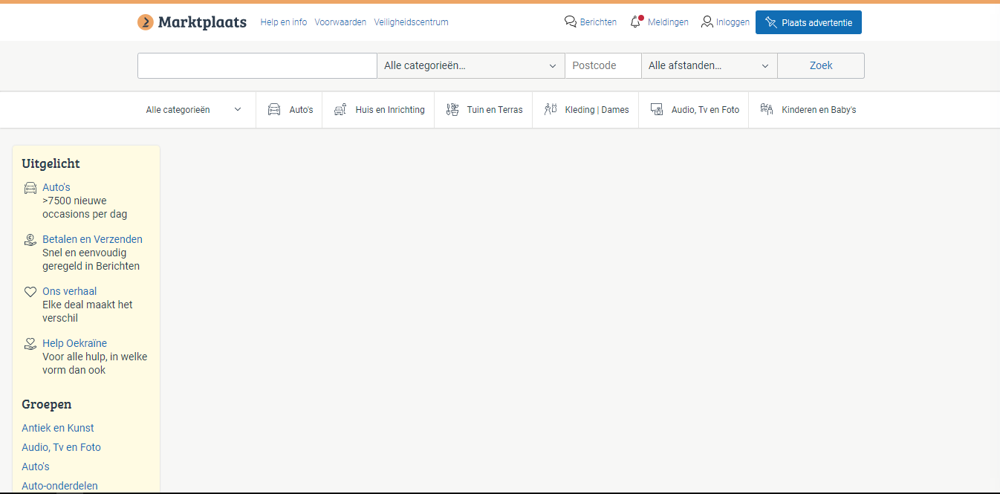 Marktplaats Help en info Voorwaarden Veiligheidscentrum Berichten Meldingen Inloggen Plaats advertentie
Alle categorieën... Postcode Alle afstanden... Zoek
Alle categorieën Auto's Huis en Inrichting Tuin en Terras Kleding | Dames Audio, Tv en Foto Kinderen en Baby's
Uitgelicht
Auto's
>7500 nieuwe
occasions per dag
Betalen en Verzenden
Snel en eenvoudig
geregeld in Berichten
Ons verhaal
Elke deal maakt het
verschil
Help Oekraïne
Voor alle hulp, in welke
vorm dan ook
Groepen
Antiek en Kunst
Audio, Tv en Foto
Auto's
Auto-onderdelen